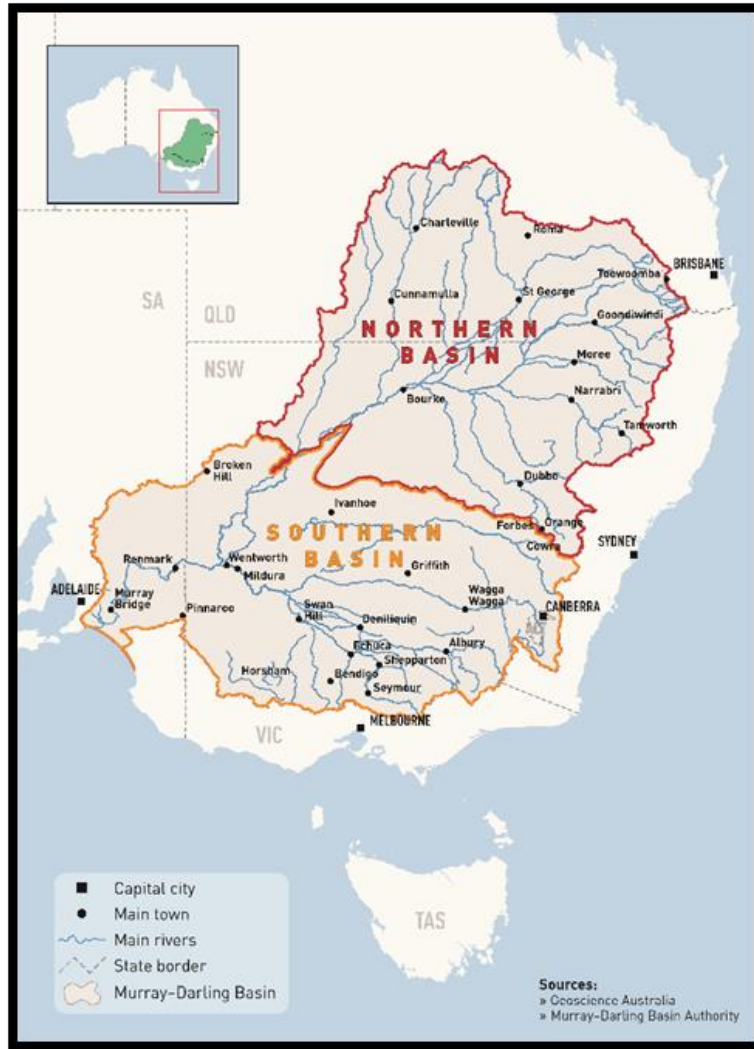 Charleville
Roma
BRISBANE
Toowoomba
SA
QLD
Cunnamulla
St George
Goondiwindi
NORTHERN
BASIN
NSW
Moree
Bourke
Narrabri
Tamworth
Broken
Hill
Dubbo
Ivanhoe
Forbes
Orange
SOUTHERN
BASIN
Cowra
SYDNEY
Renmark
Wentworth
Mildura
Griffith
ADELAIDE
Murray
Bridge
Pinnaroo
Swan
Hill
Wagga
Wagga
CANBERRA
Deniliquin
Echuca
Albury
Shepparton
Horsham
Bendigo
Seymour
MELBOURNE
VIC
TAS
Capital city
Main town
Main rivers
State border
Murray–Darling Basin
Sources:
» Geoscience Australia
» Murray–Darling Basin Authority